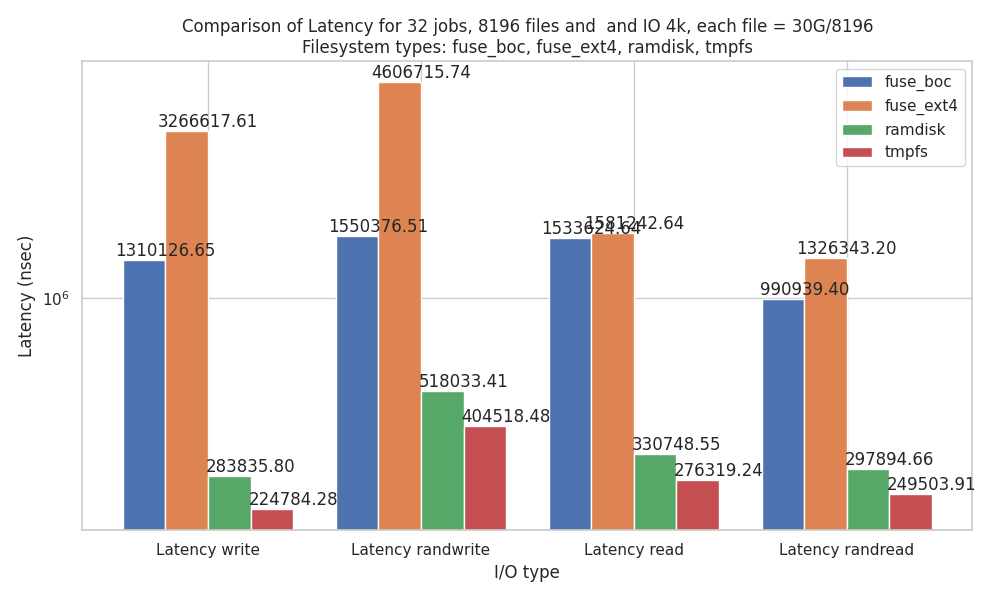 Comparison of Latency for 32 jobs, 8196 files and  and IO 4k, each file = 30G/8196
Filesystem types: fuse_boc, fuse_ext4, ramdisk, tmpfs
4606715.74
fuse_boc
fuse_ext4
ramdisk
tmpfs
3266617.61
1310126.65
1550376.51
1533624.64
1581242.64
1326343.20
990939.40
10⁶
Latency (nsec)
518033.41
404518.48
283835.80
224784.28
330748.55
276319.24
297894.66
249503.91
Latency write
Latency randwrite
Latency read
Latency randread
I/O type